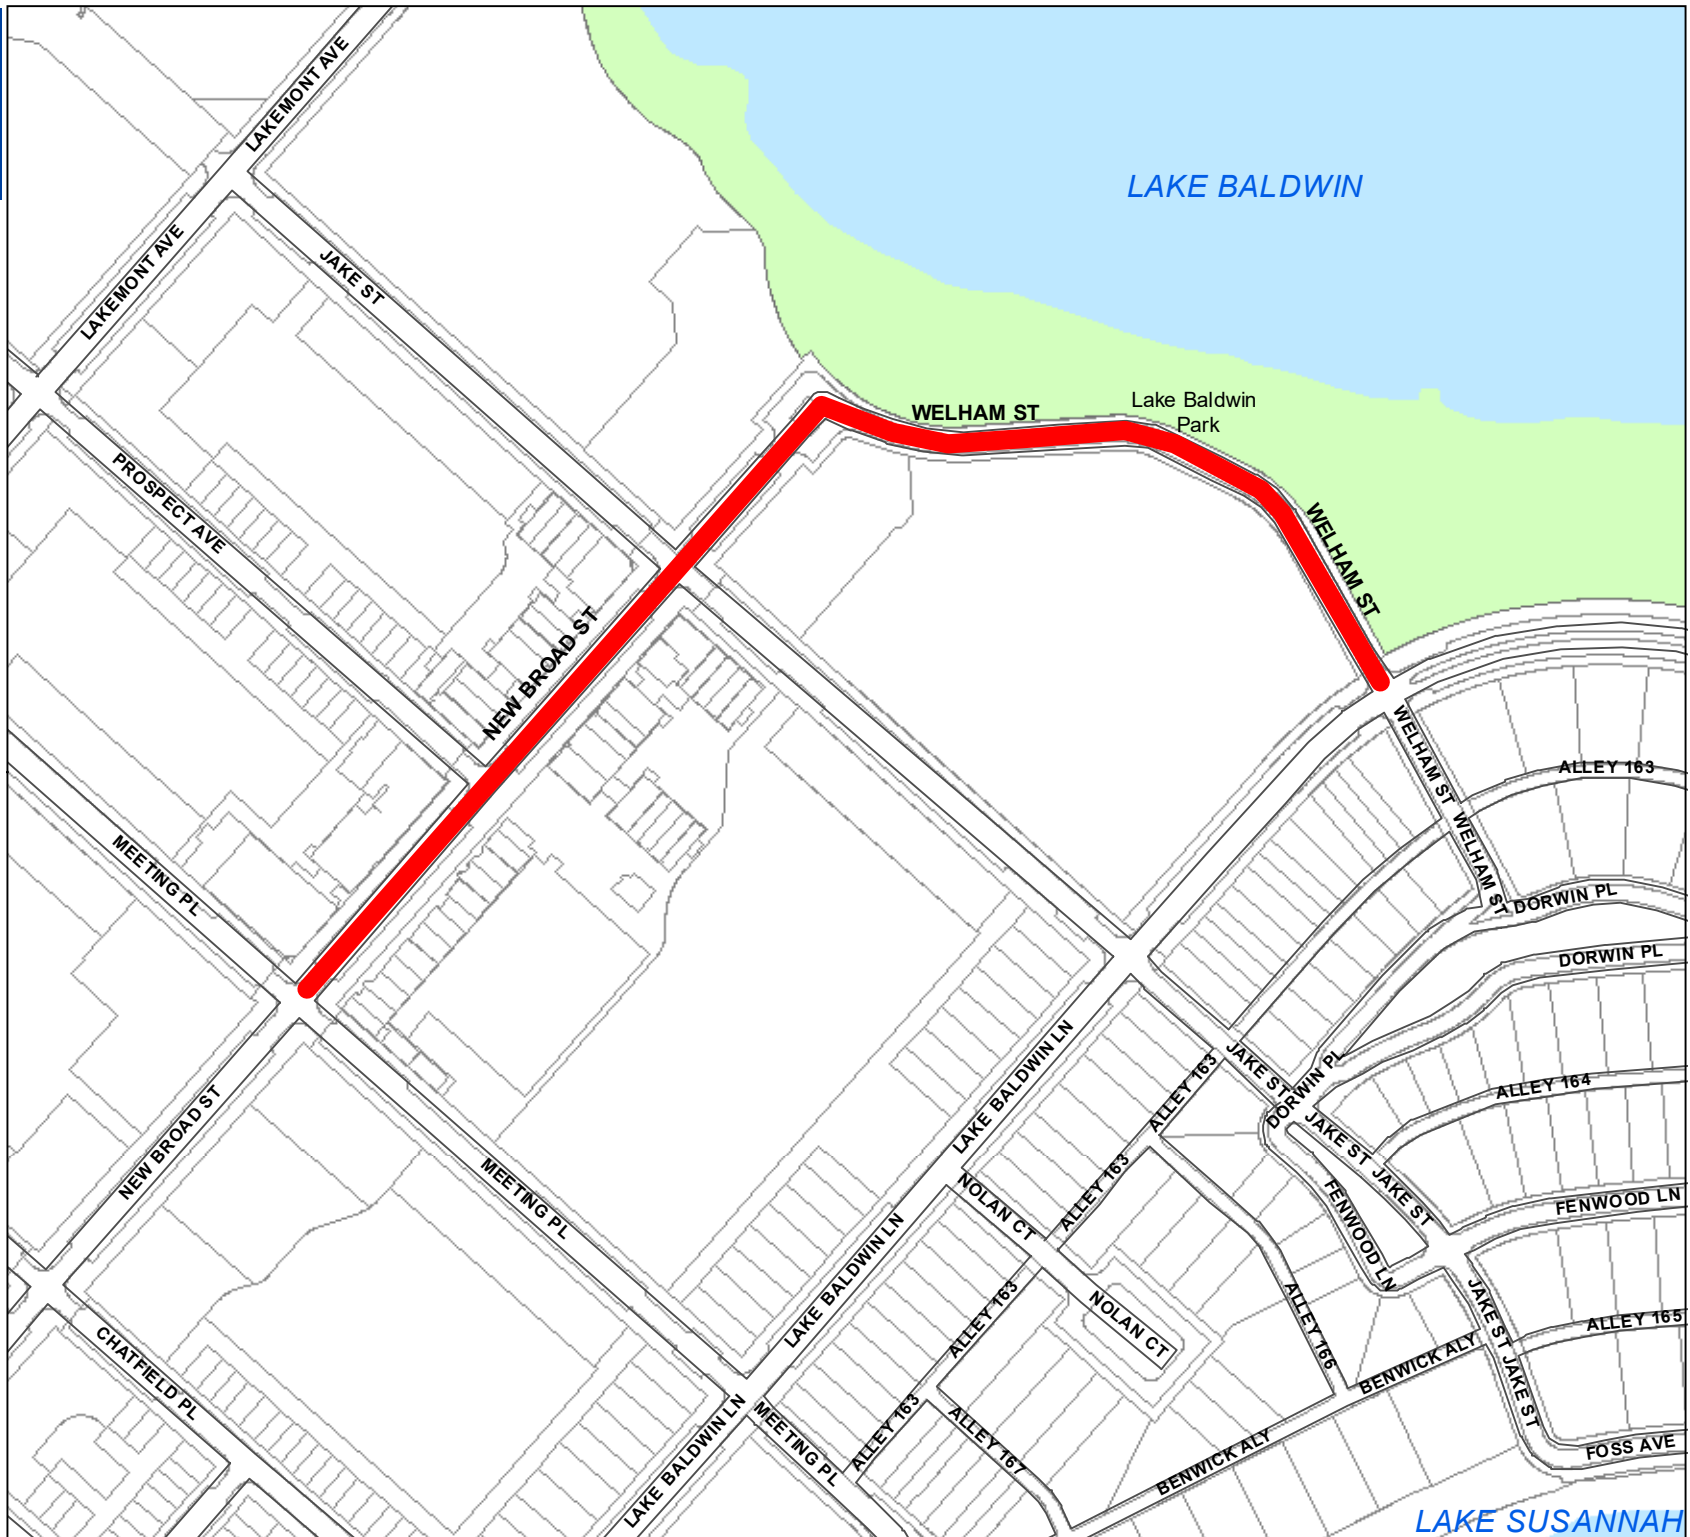 LAKEMONT AVE
LAKE BALDWIN
LAKEMONT AVE
JAKE ST
Lake Baldwin
Park
WELHAM ST
PROSPECT AVE
WELHAM ST
NEW BROAD ST
WELHAM ST
ALLEY 163
WELHAM ST
MEETING PL
DORWIN PL
DORWIN PL
JAKE ST
LAKE BALDWIN LN
ALLEY 163
DORWIN PL
ALLEY 164
NEW BROAD ST
JAKE ST
JAKE ST
MEETING PL
ALLEY 163
NOLAN CT
FENWOOD LN
FENWOOD LN
LAKE BALDWIN LN
ALLEY 163
NOLAN CT
ALLEY 166
JAKE ST
ALLEY 165
CHATFIELD PL
BENWICK ALY
JAKE ST
LAKE BALDWIN LN
MEETING PL
ALLEY 163
ALLEY 167
BENWICK ALY
FOSS AVE
LAKE SUSANNAH